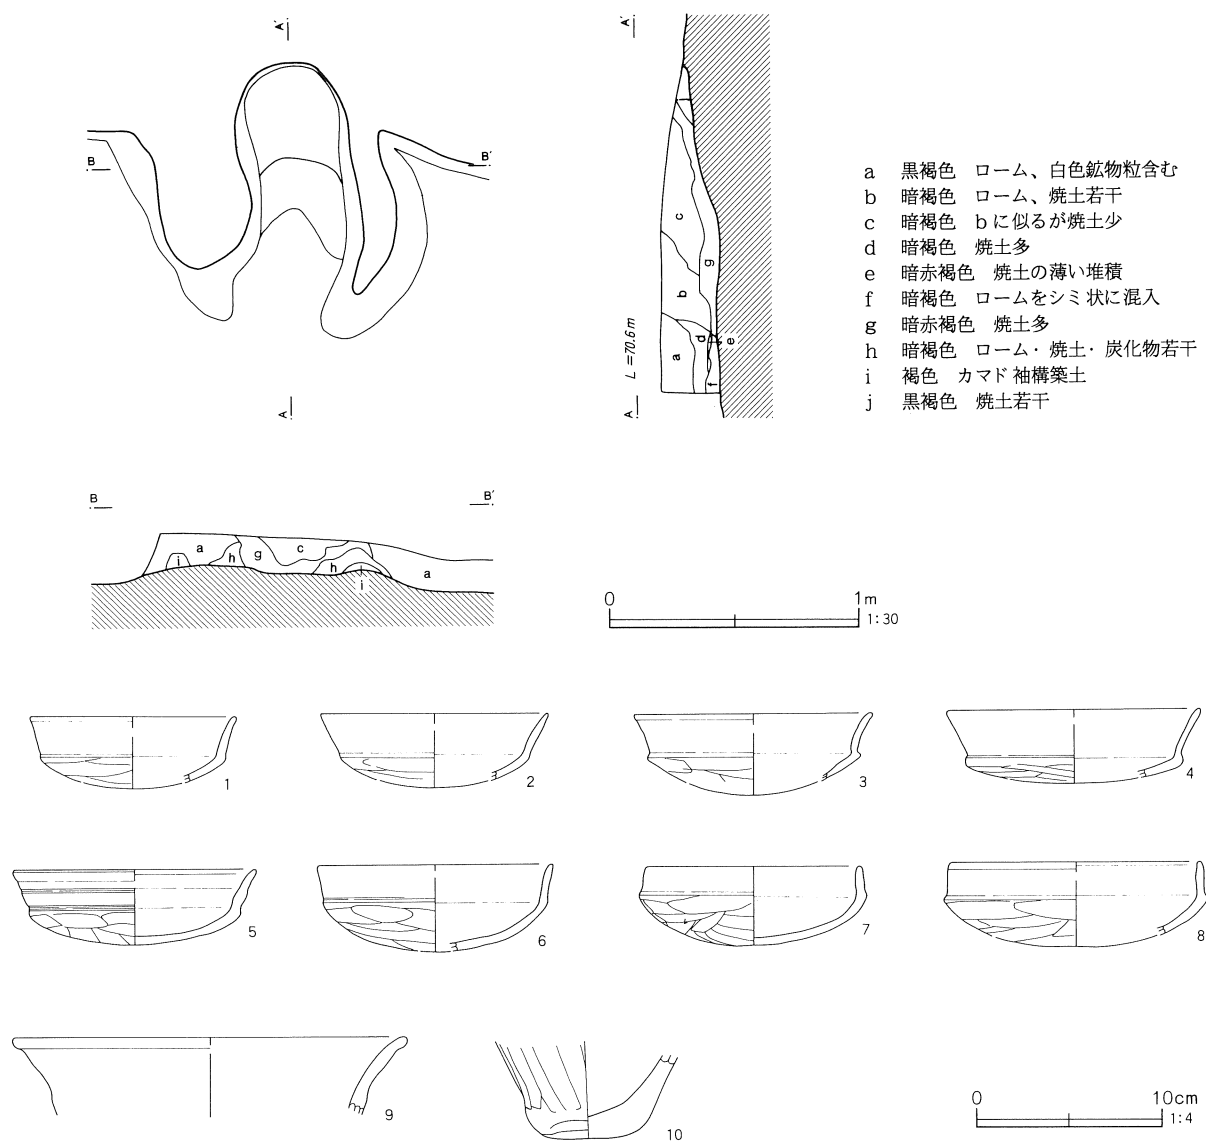 A′
A
B
B′
A′
A
L=70.6m
a
b
c
d
e
f
g
a 黒褐色 ローム、白色鉱物粒含む
b 暗褐色 ローム、焼土若干
c 暗褐色 bに似るが焼土少
d 暗褐色 焼土多
e 暗赤褐色 焼土の薄い堆積
f 暗褐色 ロームをシミ状に混入
g 暗赤褐色 焼土多
h 暗褐色 ローム・焼土・炭化物若干
i 褐色 カマド袖構築土
j 黒褐色 焼土若干
B
B′
a
i
h
g
c
h
i
a
0 1m
1:30
1
2
3
4
5
6
7
8
9
10
0 10cm
1:4